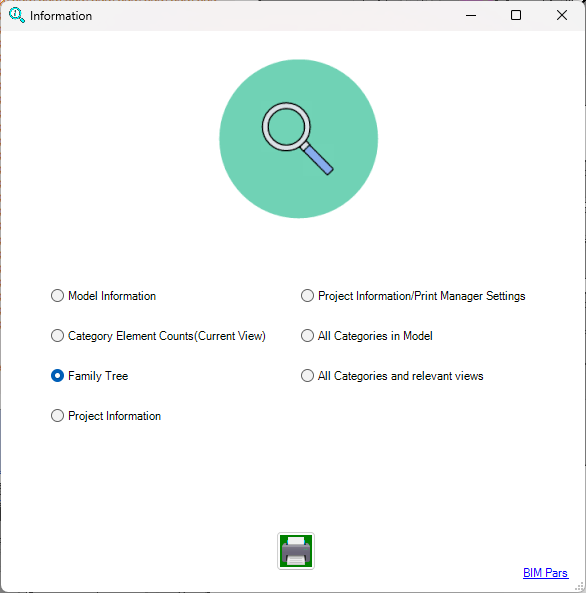 Information
Model Information
Project Information/Print Manager Settings
Category Element Counts(Current View)
All Categories in Model
Family Tree
All Categories and relevant views
Project Information
BIM Pars